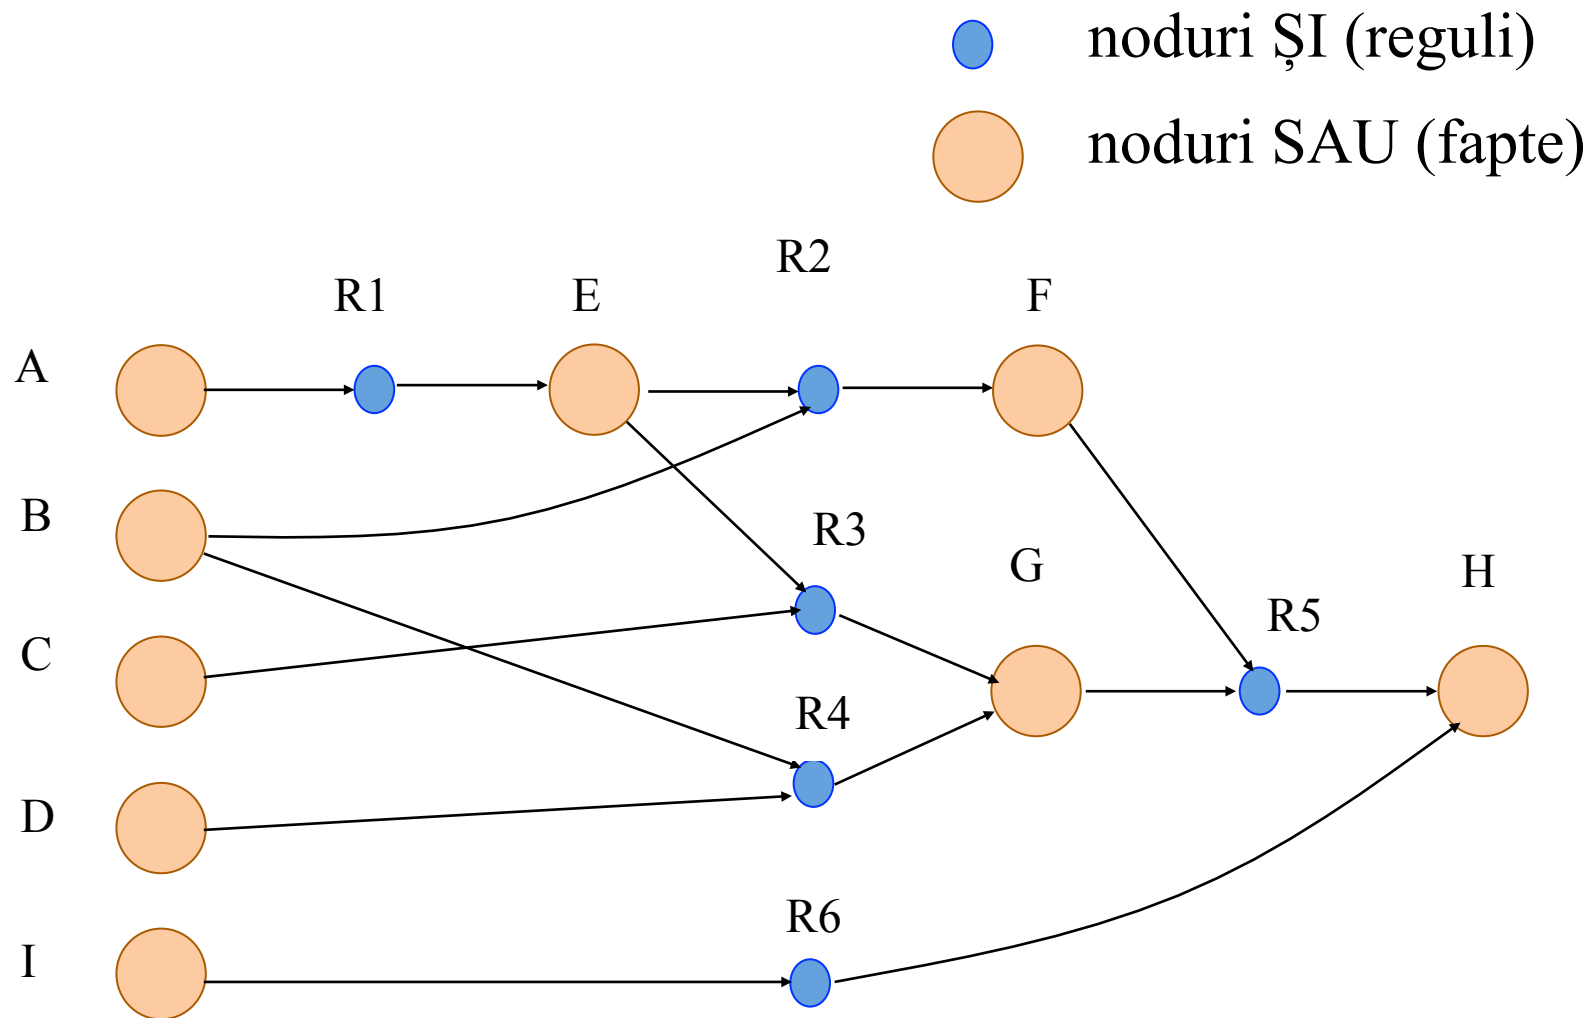 noduri ȘI (reguli)
noduri SAU (fapte)
R2
R1
E
F
A
B
R3
G
H
R5
C
R4
D
R6
I